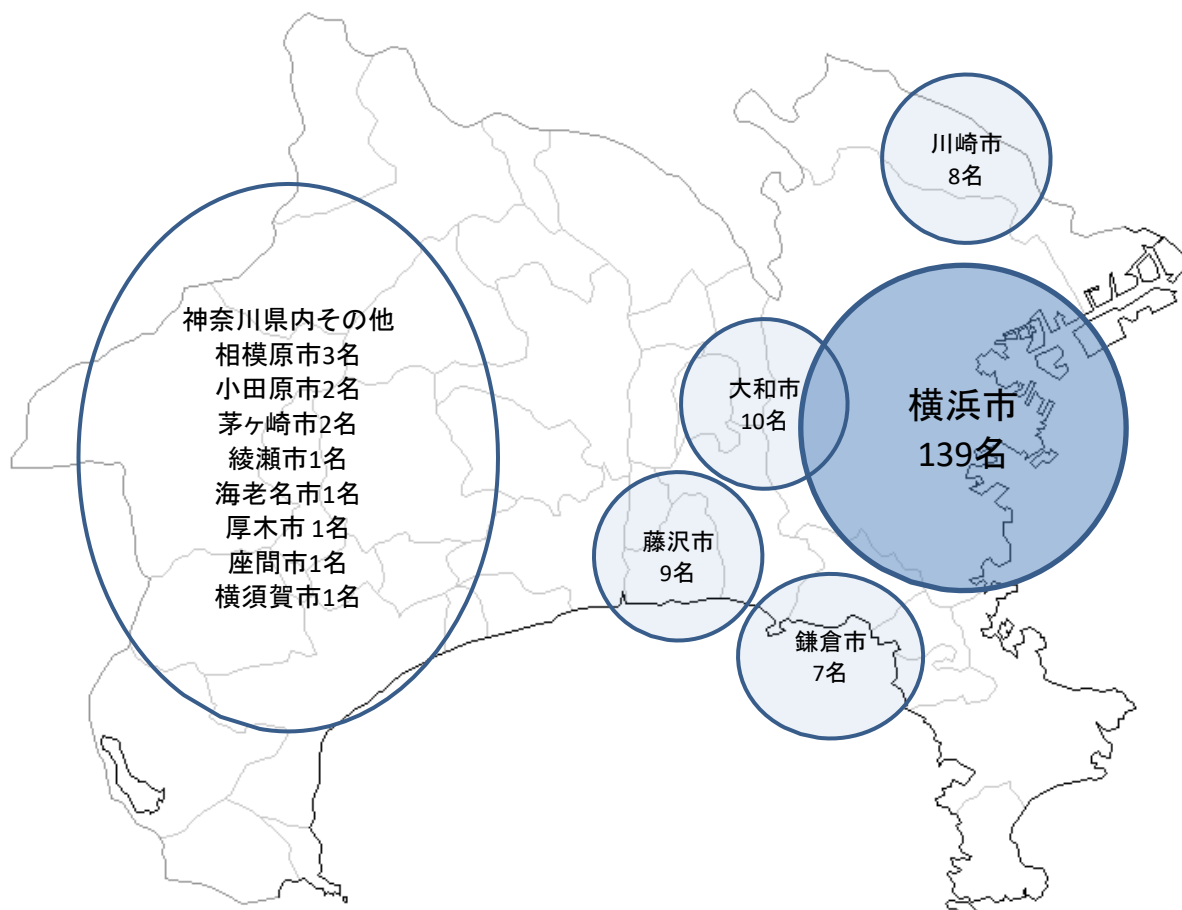 川崎市
8名
神奈川県内その他
相模原市3名
小田原市2名
茅ヶ崎市2名
綾瀬市1名
海老名市1名
厚木市 1名
座間市1名
横須賀市1名
大和市
10名
横浜市
139名
藤沢市
9名
鎌倉市
7名